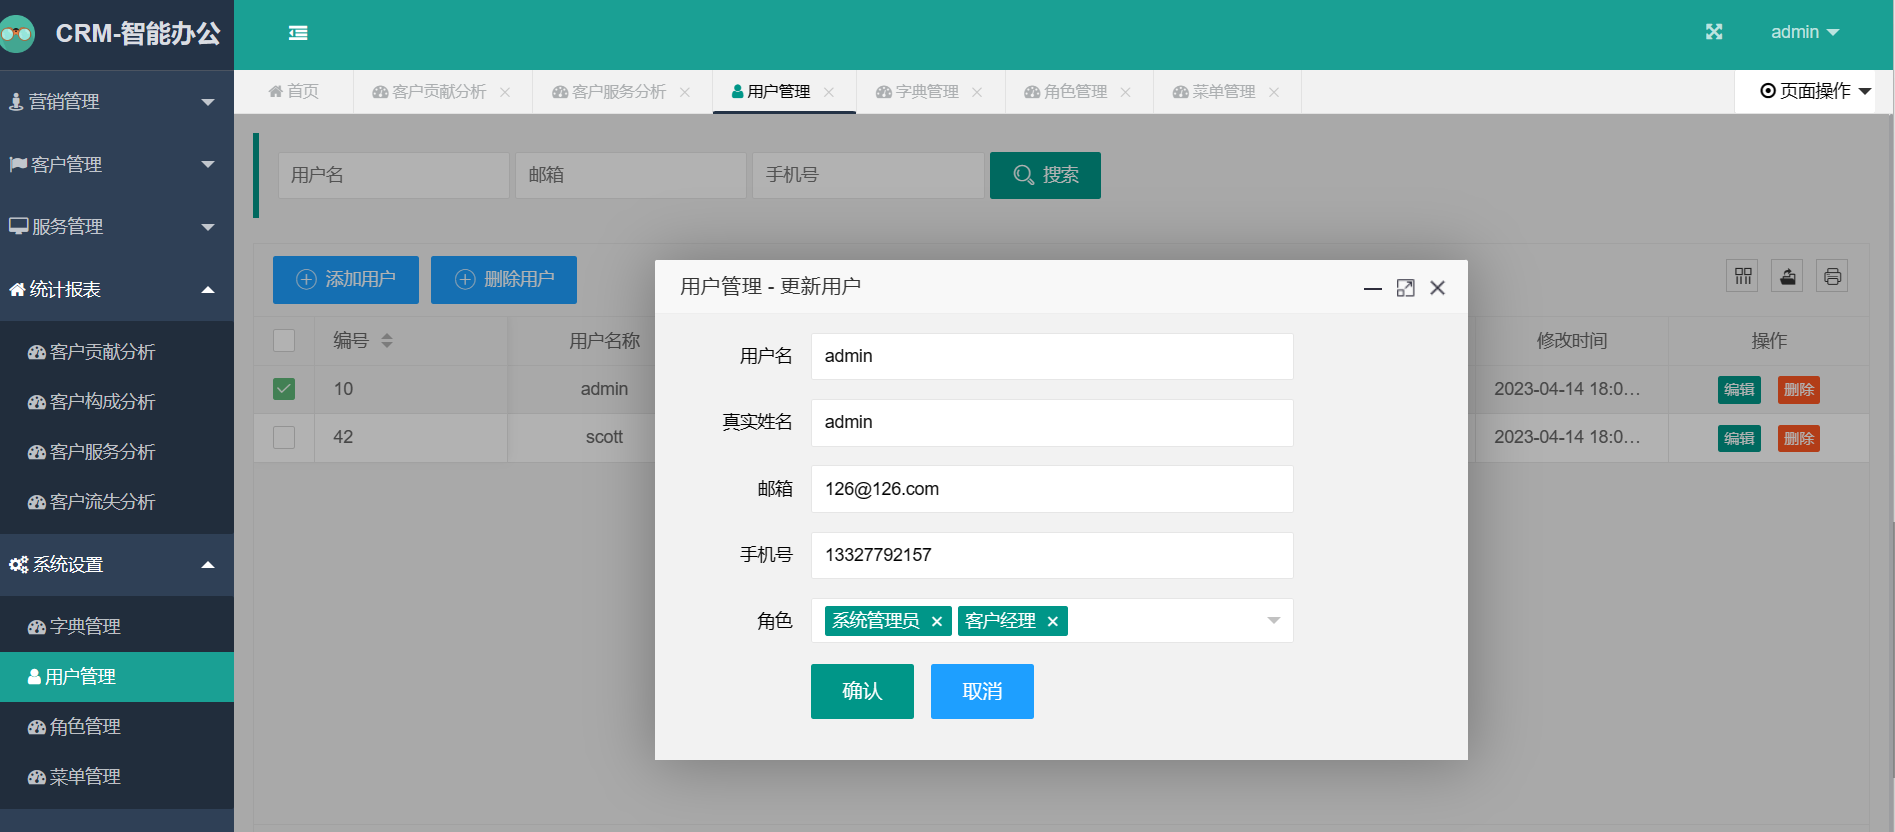 CRM-智能办公
admin
营销管理
客户管理
服务管理
统计报表
客户贡献分析
客户构成分析
客户服务分析
客户流失分析
系统设置
字典管理
用户管理
角色管理
菜单管理
首页
客户贡献分析
客户服务分析
用户管理
字典管理
角色管理
菜单管理
页面操作
用户名
邮箱
手机号
搜索
添加用户
删除用户
编号
用户名称
修改时间
操作
10
admin
2023-04-14 18:0...
编辑
删除
42
scott
2023-04-14 18:0...
编辑
删除
用户管理 - 更新用户
用户名
admin
真实姓名
admin
邮箱
126@126.com
手机号
13327792157
角色
系统管理员
客户经理
确认
取消